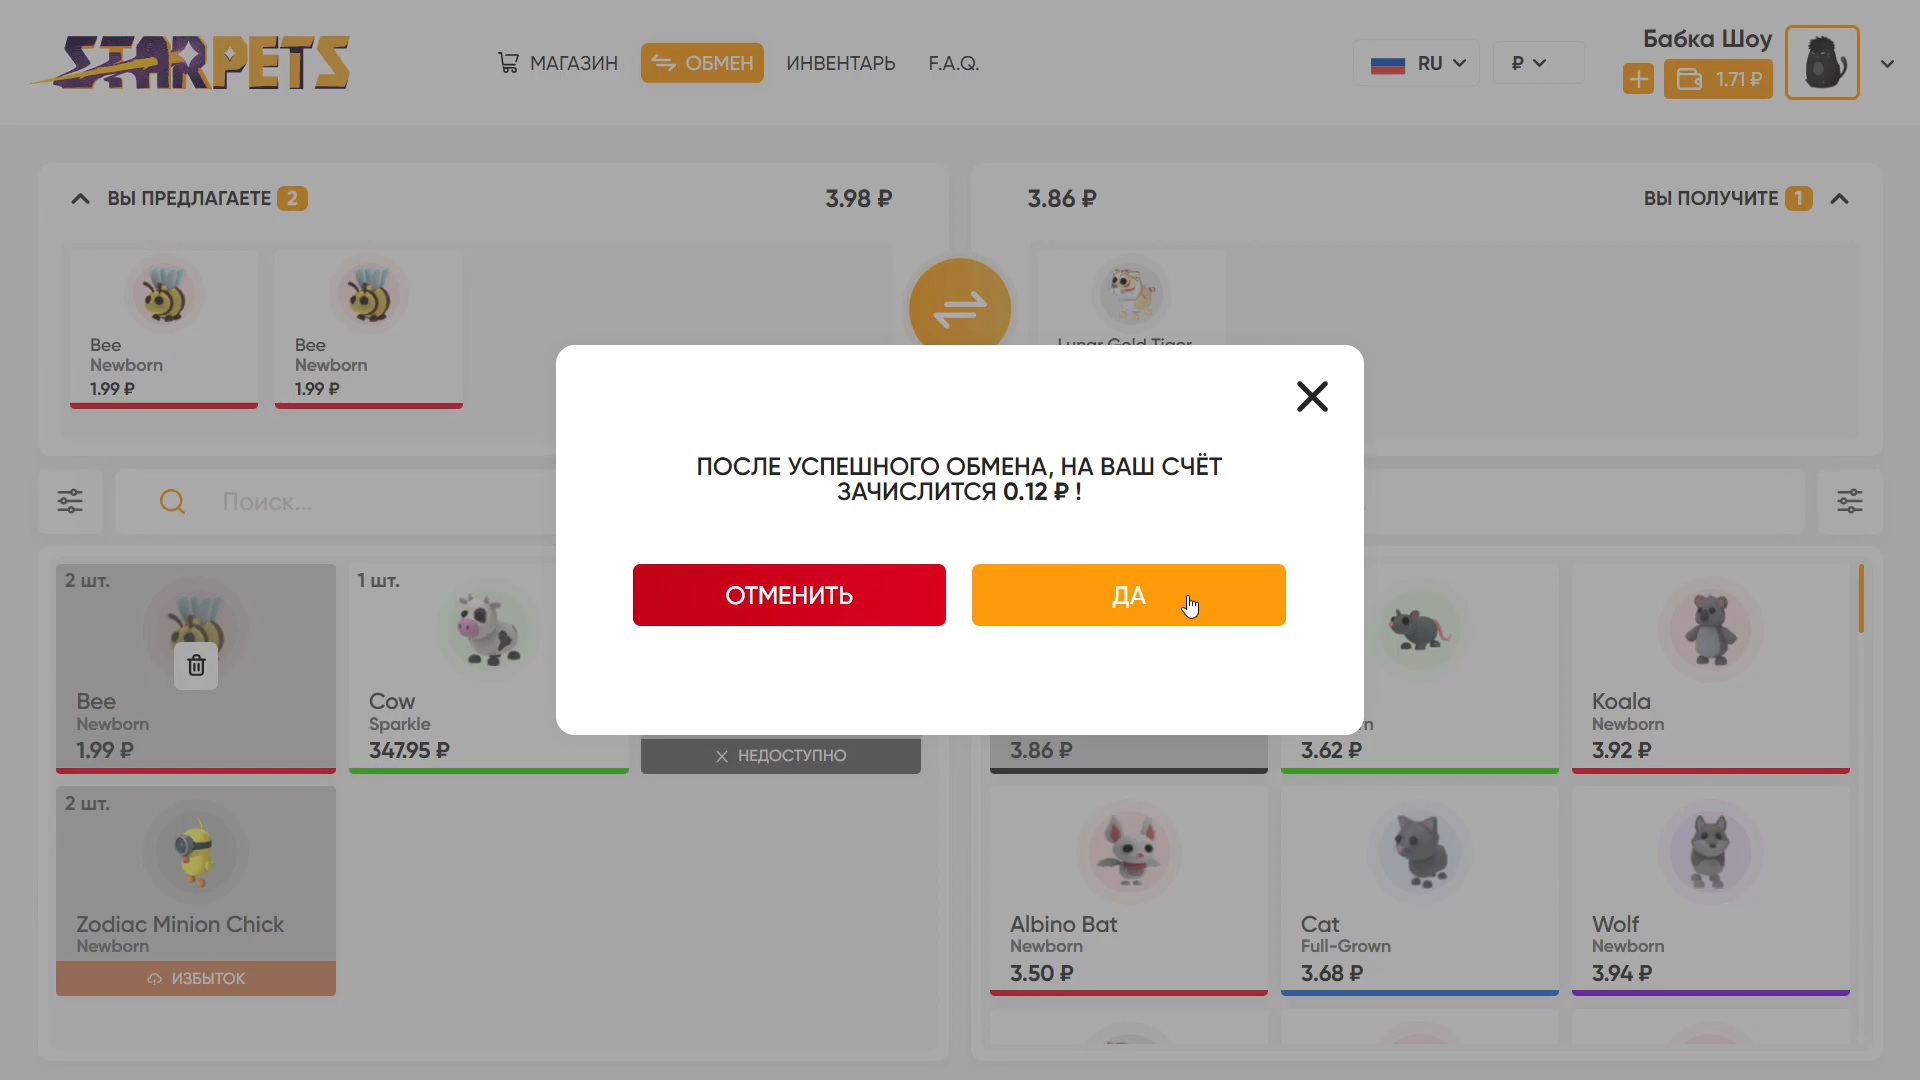 STARPETS
МАГАЗИН
ОБМЕН
ИНВЕНТАРЬ
F.A.Q.
RU
₽
Бабка Шоу
1.71 ₽
ВЫ ПРЕДЛАГАЕТЕ 2
3.98 ₽
3.86 ₽
ВЫ ПОЛУЧИТЕ 1
Bee
Newborn
1.99 ₽
Bee
Newborn
1.99 ₽
Lunar Gold Tiger
ПОСЛЕ УСПЕШНОГО ОБМЕНА, НА ВАШ СЧЁТ
ЗАЧИСЛИТСЯ 0.12 ₽ !
ОТМЕНИТЬ
ДА
Поиск...
2 шт.
Bee
Newborn
1.99 ₽
1 шт.
Cow
Sparkle
347.95 ₽
НЕДОСТУПНО
2 шт.
Zodiac Minion Chick
Newborn
ИЗБЫТОК
3.86 ₽
3.62 ₽
Koala
Newborn
3.92 ₽
Albino Bat
Newborn
3.50 ₽
Cat
Full-Grown
3.68 ₽
Wolf
Newborn
3.94 ₽